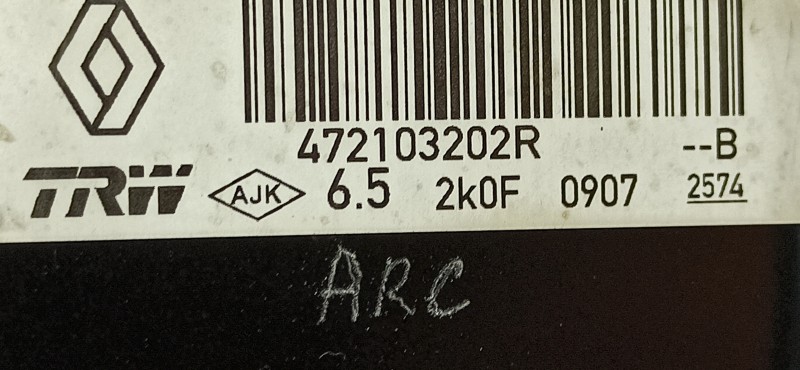 472103202R --B
TRW AJK 6.5 2k0F 0907 2574
ARC